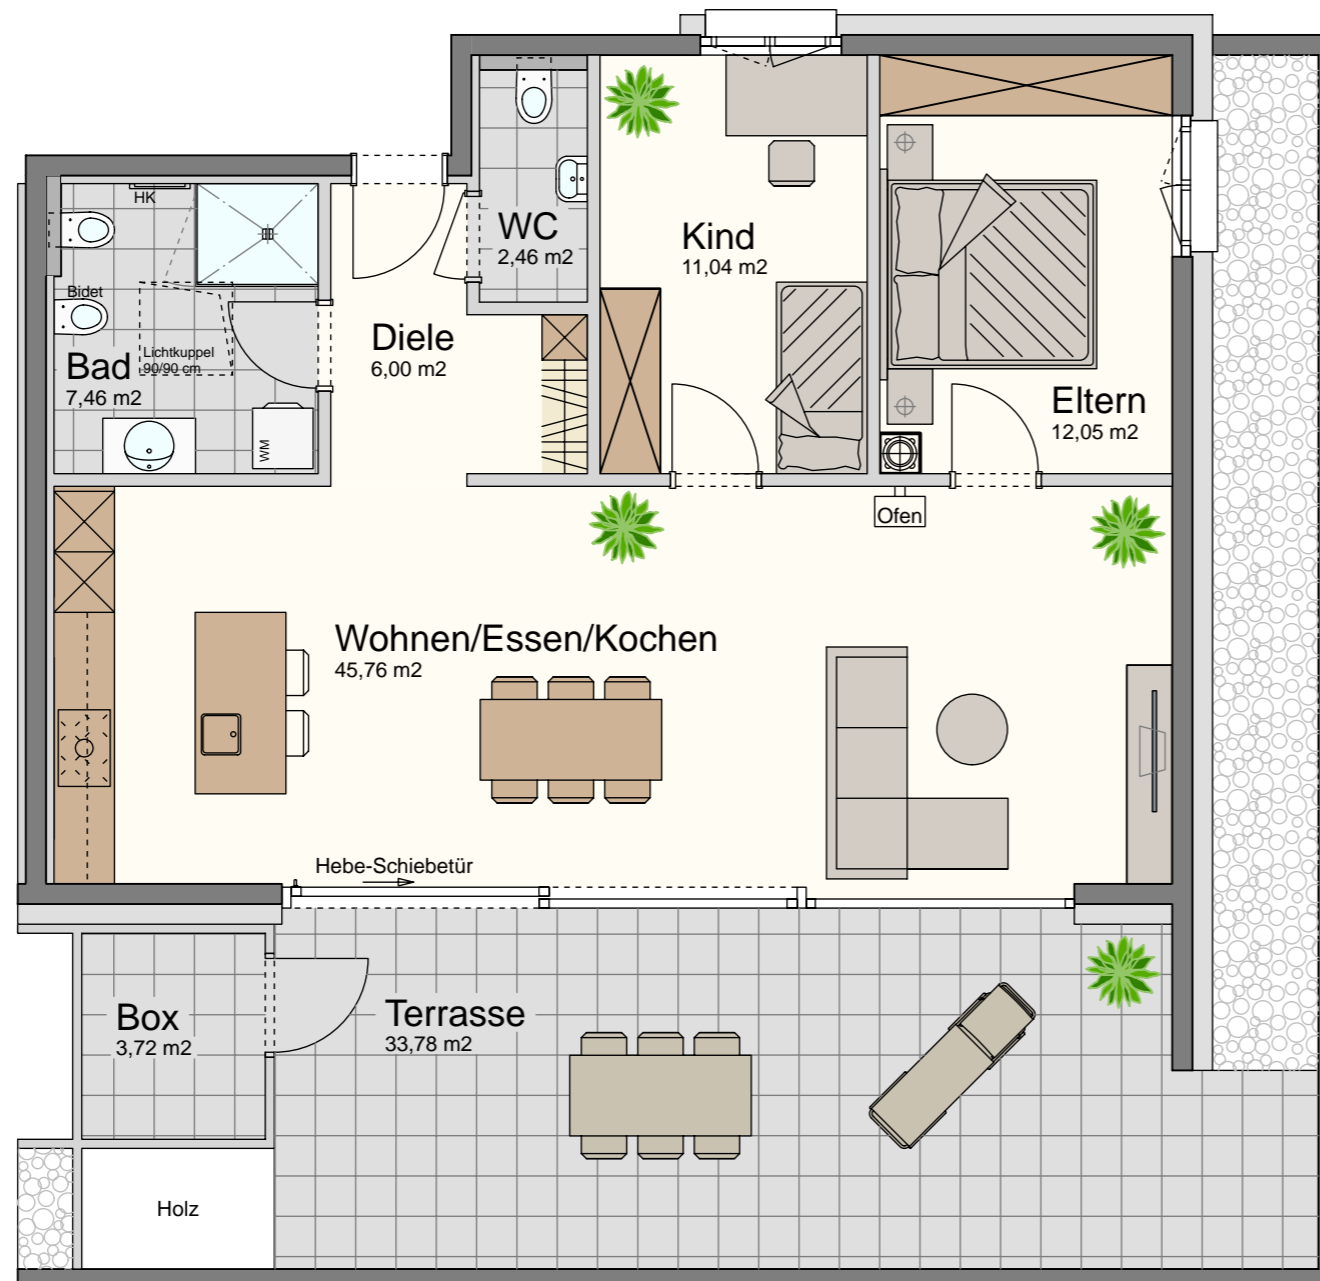 HK
WC
2,46 m2
Kind
11,04 m2
Bidet
Diele
6,00 m2
Lichtkuppel
90/90 cm
Bad
7,46 m2
WM
Eltern
12,05 m2
Ofen
Wohnen/Essen/Kochen
45,76 m2
Hebe-Schiebetür
Box
3,72 m2
Terrasse
33,78 m2
Holz